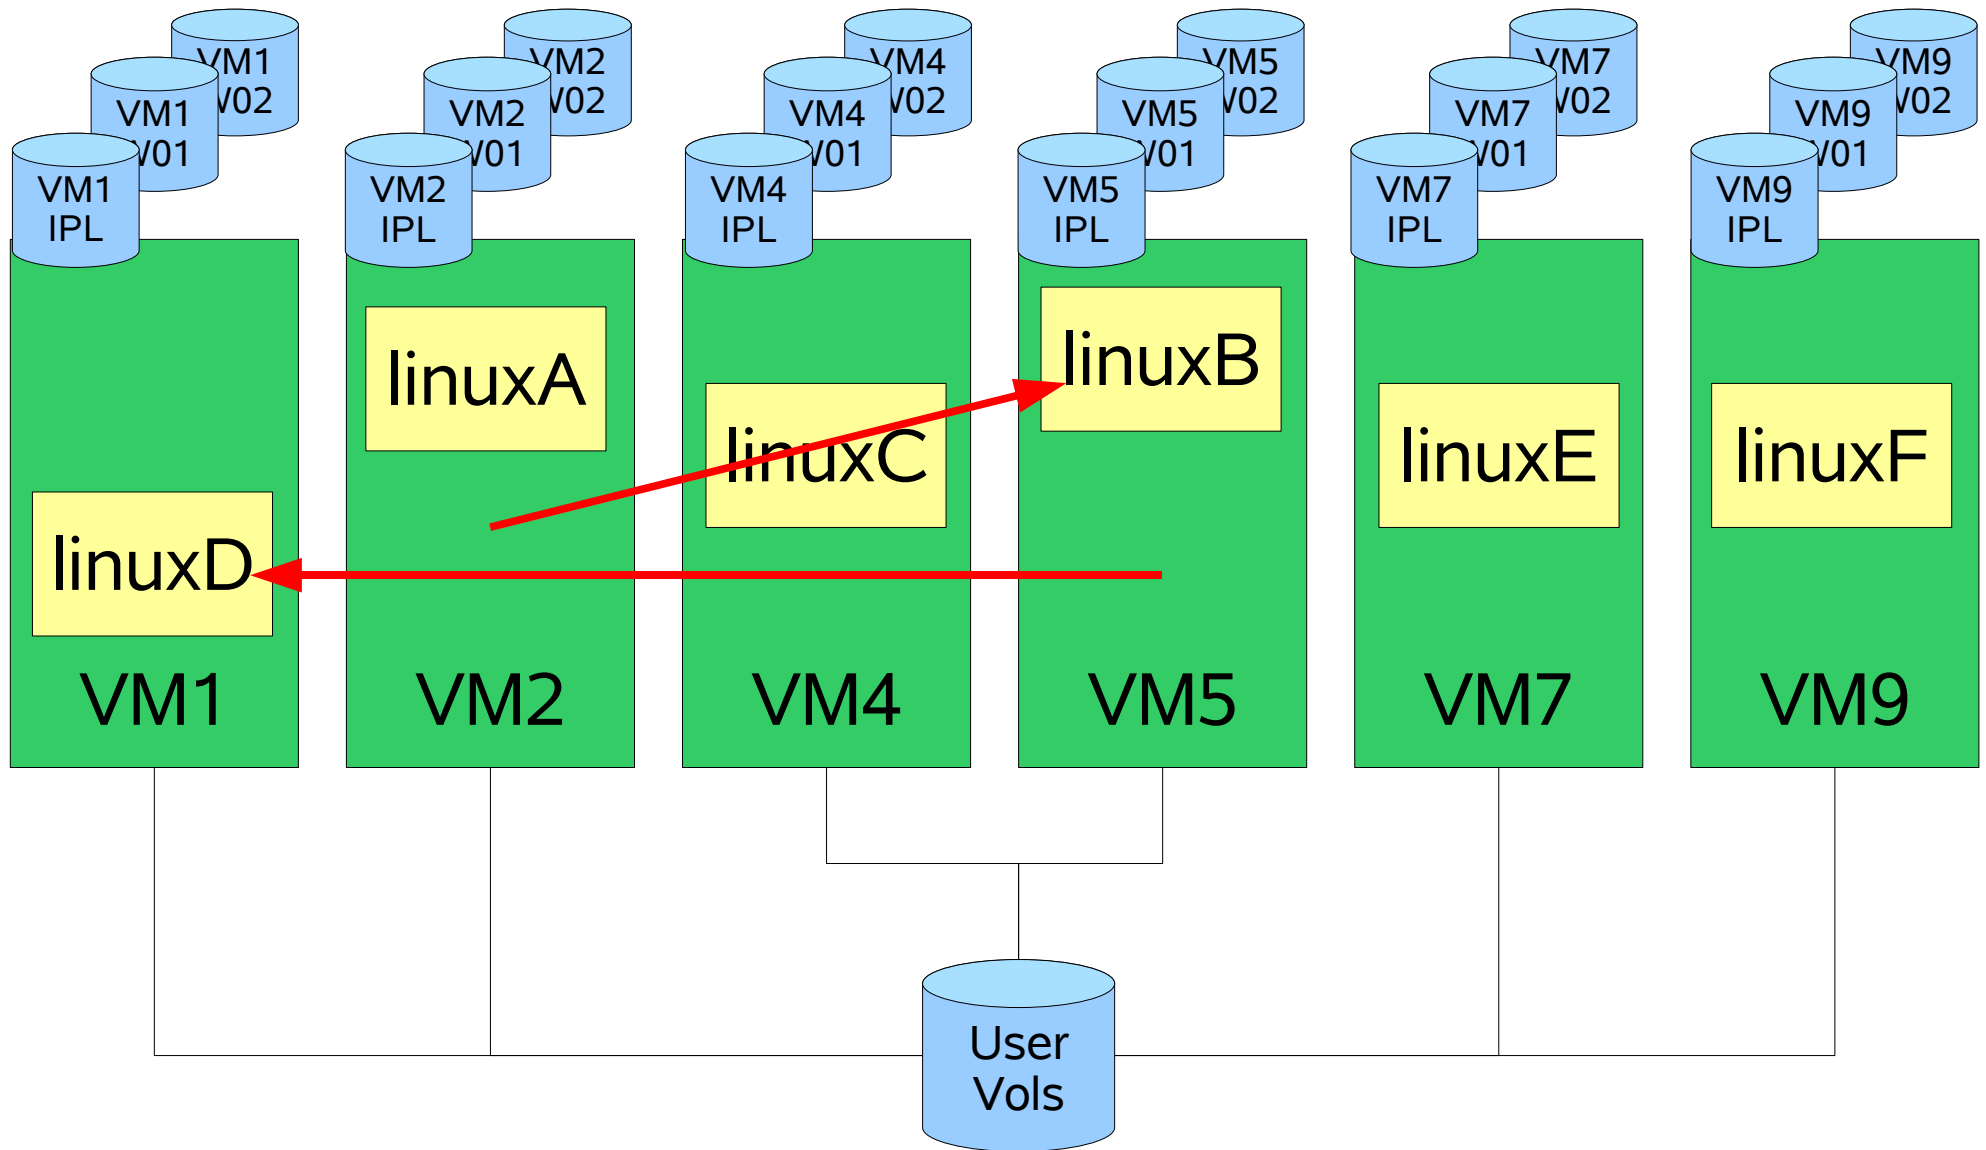 VM1
W02
VM2
W02
VM4
W02
VM5
W02
VM7
W02
VM9
W02
VM1
W01
VM2
W01
VM4
W01
VM5
W01
VM7
W01
VM9
W01
VM1
IPL
VM2
IPL
VM4
IPL
VM5
IPL
VM7
IPL
VM9
IPL
linuxA
linuxB
linuxC
linuxE
linuxF
linuxD
VM1
VM2
VM4
VM5
VM7
VM9
User
Vols